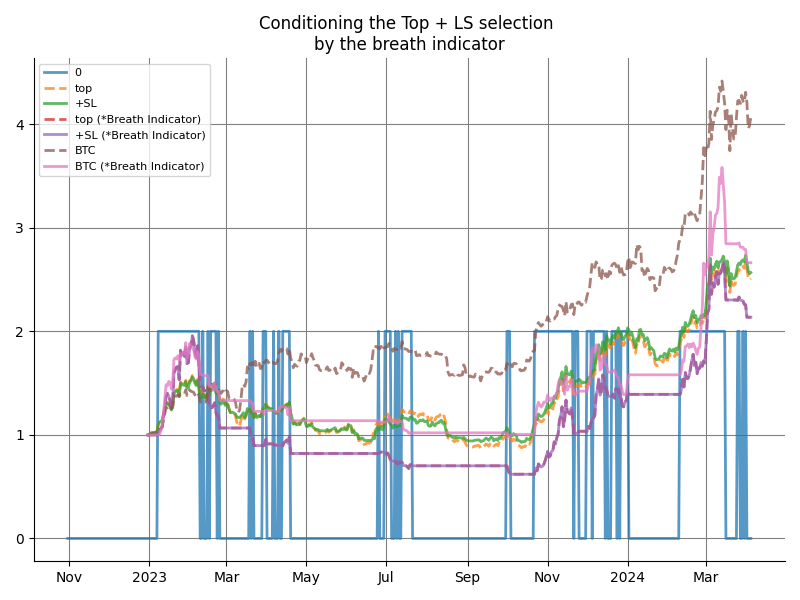 Conditioning the Top + LS selection
by the breath indicator
0
top
+SL
top (*Breath Indicator)
+SL (*Breath Indicator)
BTC
BTC (*Breath Indicator)
4
3
2
1
0
Nov 2023 Mar May Jul Sep Nov 2024 Mar